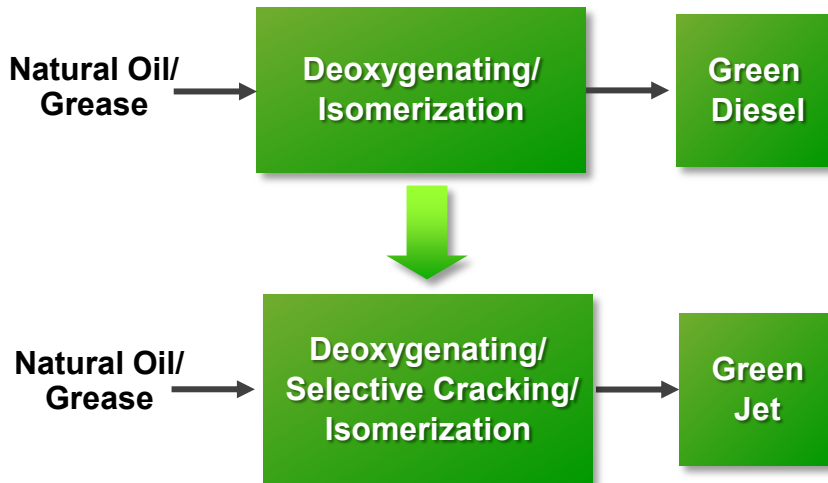 Natural Oil/
Grease
Deoxygenating/
Isomerization
Green
Diesel
Natural Oil/
Grease
Deoxygenating/
Selective Cracking/
Isomerization
Green
Jet